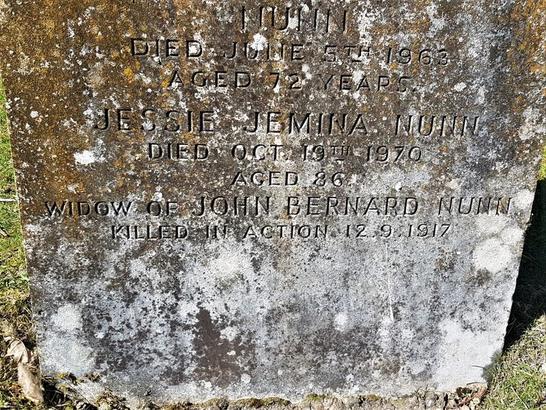 NUNN
DIED JUNE 5TH 1963
AGED 72 YEARS.
JESSIE JEMINA NUNN
DIED OCT. 19TH 1970
AGED 86
WIDOW OF JOHN BERNARD NUNN
KILLED IN ACTION 12.9.1917